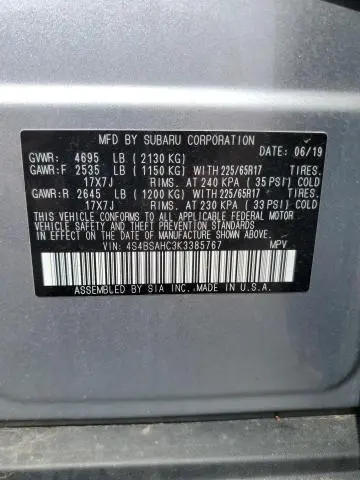 MFD BY SUBARU CORPORATION
GVWR: 4695 LB (2130 KG) DATE: 06/19
GAWR:F 2535 LB (1150 KG) WITH 225/65R17 TIRES.
17X7J RIMS. AT 240 KPA (35 PSI) COLD
GAWR:R 2645 LB (1200 KG) WITH 225/65R17 TIRES.
17X7J RIMS. AT 230 KPA (33 PSI) COLD
THIS VEHICLE CONFORMS TO ALL APPLICABLE FEDERAL MOTOR
VEHICLE SAFETY STANDARDS IN EFFECT ON THE DATE OF
MANUFACTURE SHOWN ABOVE.
VIN: 4S4BSAHC3K3385767 MPV
ASSEMBLED BY SIA INC. MADE IN U.S.A.